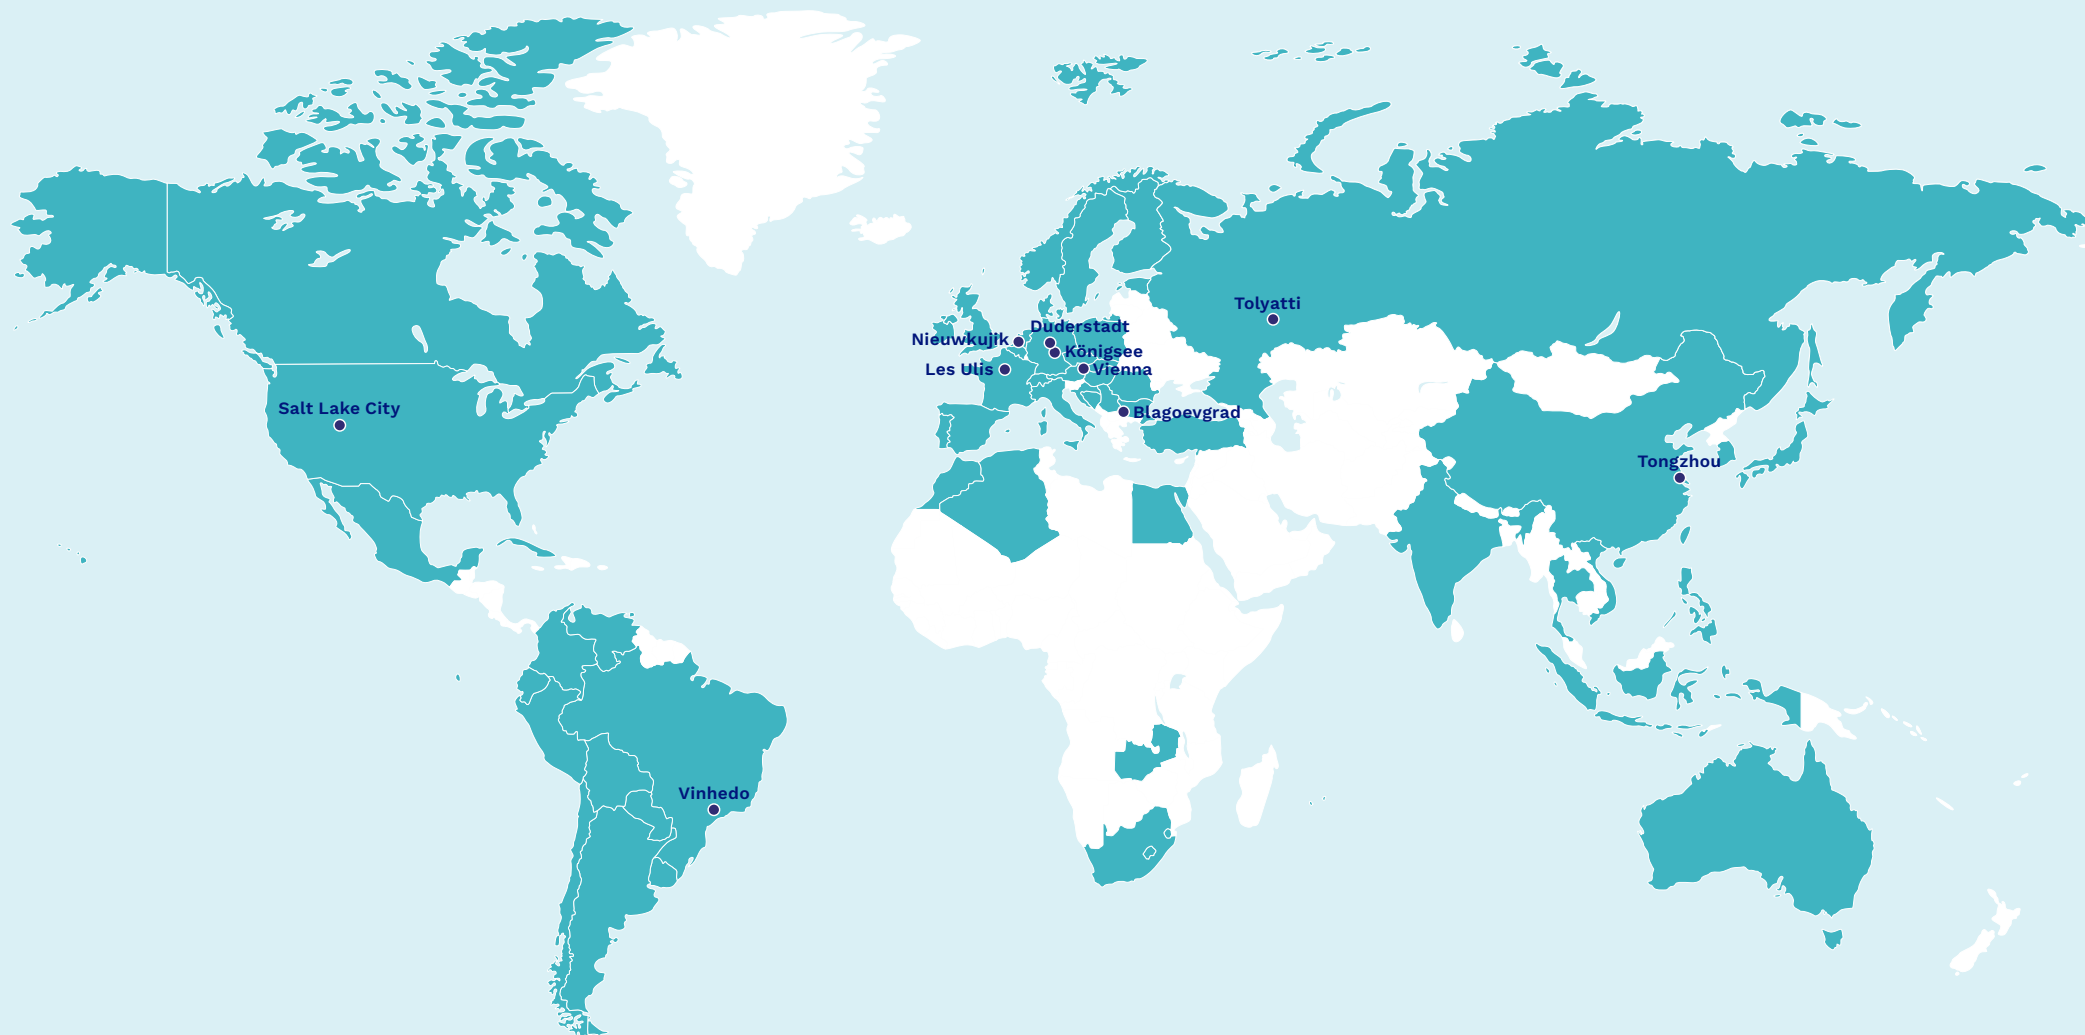 Tolyatti
Duderstadt
Nieuwkujik
Königsee
Les Ulis
Vienna
Salt Lake City
Blagoevgrad
Tongzhou
Vinhedo